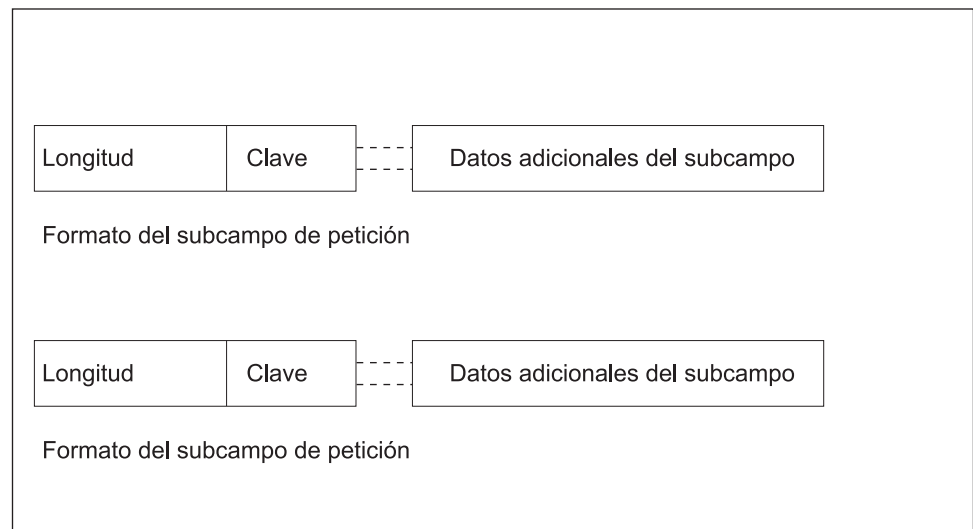 Longitud Clave Datos adicionales del subcampo
Formato del subcampo de petición
Longitud Clave Datos adicionales del subcampo
Formato del subcampo de petición